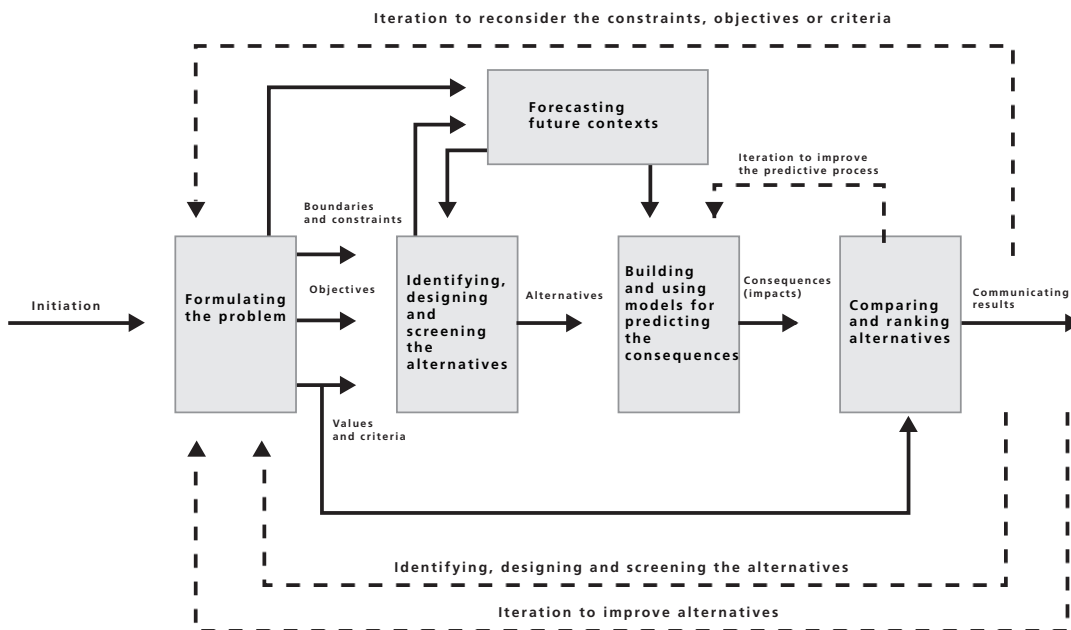 Iteration to reconsider the constraints, objectives or criteria
Forecasting
future contexts
Iteration to improve
the predictive process
Boundaries
and constraints
Initiation
Formulating
the problem
Objectives
Identifying,
designing
and
screening
the
alternatives
Alternatives
Building
and using
models for
predicting
the
consequences
Consequences
(impacts)
Comparing
and ranking
alternatives
Communicating
results
Values
and criteria
Identifying, designing and screening the alternatives
Iteration to improve alternatives